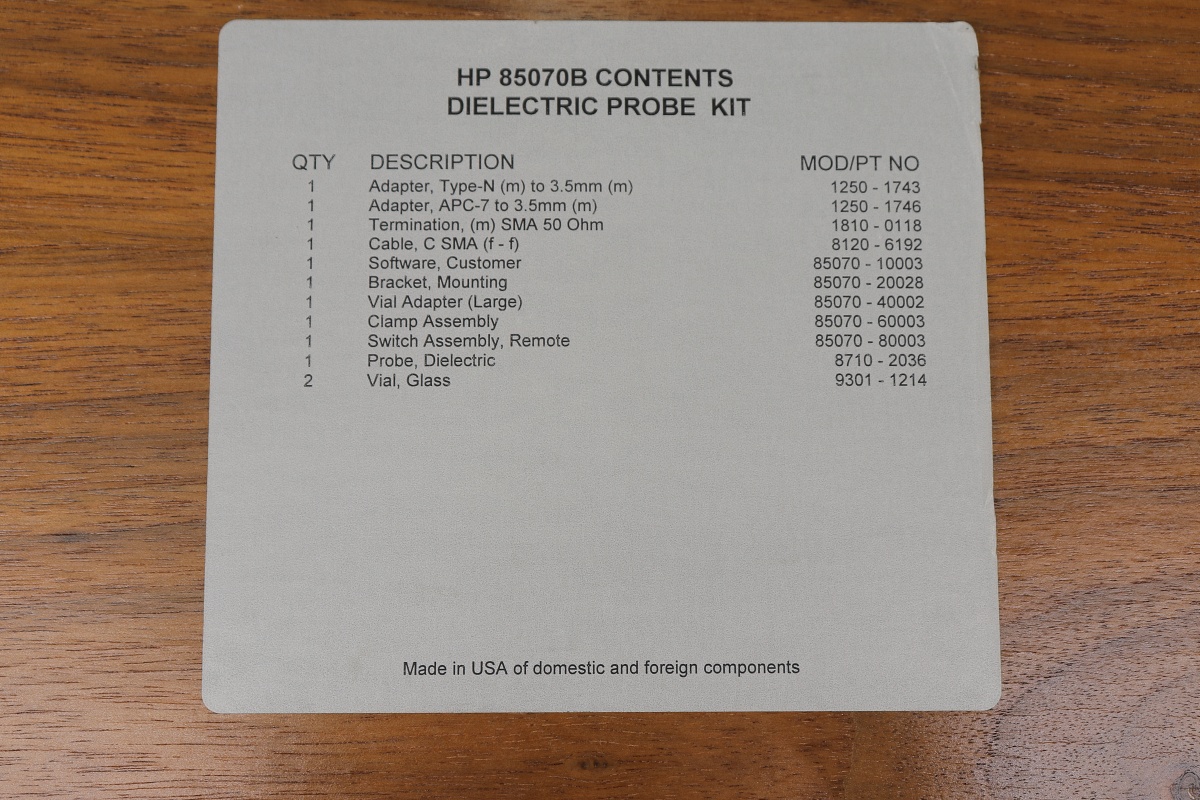 HP 85070B CONTENTS
DIELECTRIC PROBE KIT
QTY DESCRIPTION MOD/PT NO
1 Adapter, Type-N (m) to 3.5mm (m) 1250 - 1743
1 Adapter, APC-7 to 3.5mm (m) 1250 - 1746
1 Termination, (m) SMA 50 Ohm 1810 - 0118
1 Cable, C SMA (f - f) 8120 - 6192
1 Software, Customer 85070 - 10003
1 Bracket, Mounting 85070 - 20028
1 Vial Adapter (Large) 85070 - 40002
1 Clamp Assembly 85070 - 60003
1 Switch Assembly, Remote 85070 - 80003
1 Probe, Dielectric 8710 - 2036
2 Vial, Glass 9301 - 1214
Made in USA of domestic and foreign components